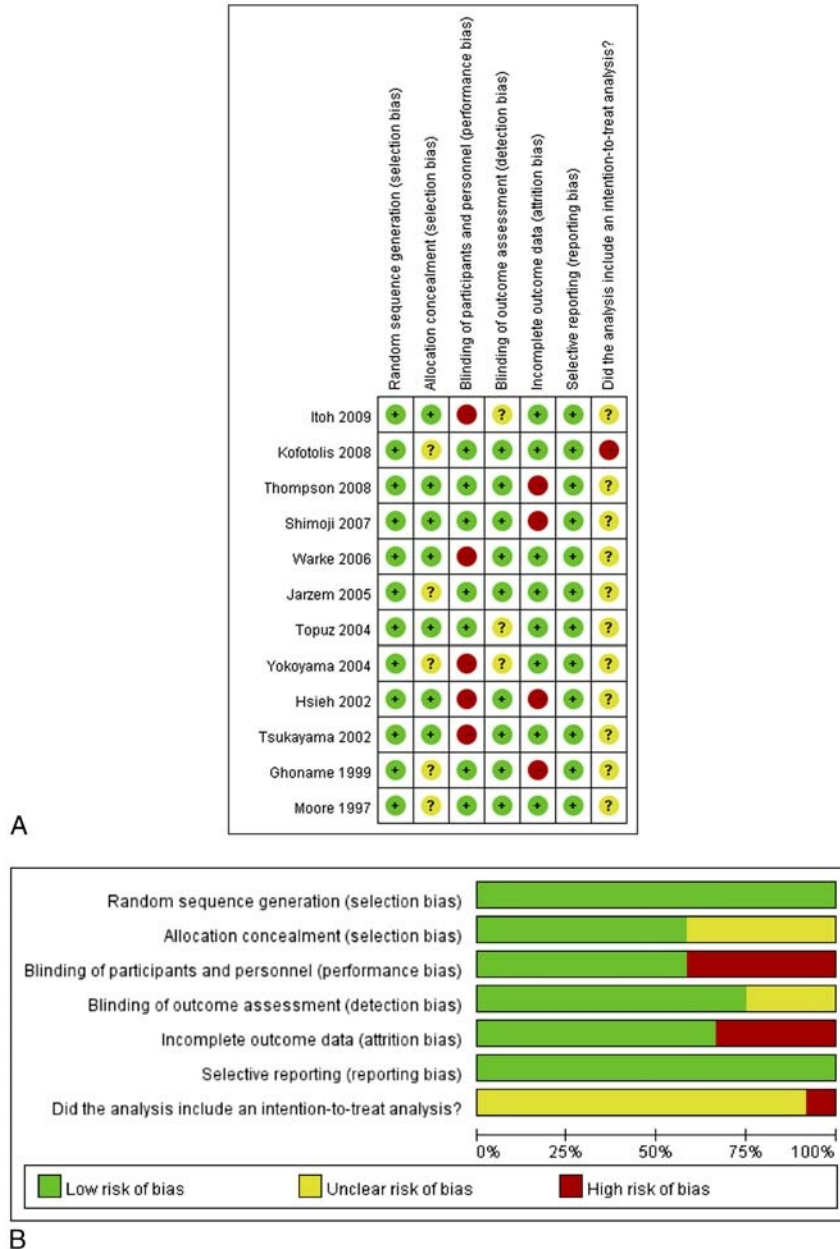 Random sequence generation (selection bias)
Allocation concealment (selection bias)
Blinding of participants and personnel (performance bias)
Blinding of outcome assessment (detection bias)
Incomplete outcome data (attrition bias)
Selective reporting (reporting bias)
Did the analysis include an intention-to-treat analysis?
Itoh 2009 + + ? + + ?
Kofotolis 2008 + ? + + + +
Thompson 2008 + + + + + ?
Shimoji 2007 + + + + + ?
Warke 2006 + + + + + ?
Jarzem 2005 + ? + + + + ?
Topuz 2004 + + + ? + + ?
Yokoyama 2004 + ? ? + + ?
Hsieh 2002 + + + + ?
Tsukayama 2002 + + + + + ?
Ghoname 1999 + ? + + + ?
Moore 1997 + ? + + + + ?
A
Random sequence generation (selection bias)
Allocation concealment (selection bias)
Blinding of participants and personnel (performance bias)
Blinding of outcome assessment (detection bias)
Incomplete outcome data (attrition bias)
Selective reporting (reporting bias)
Did the analysis include an intention-to-treat analysis?
0% 25% 50% 75% 100%
Low risk of bias Unclear risk of bias High risk of bias
B